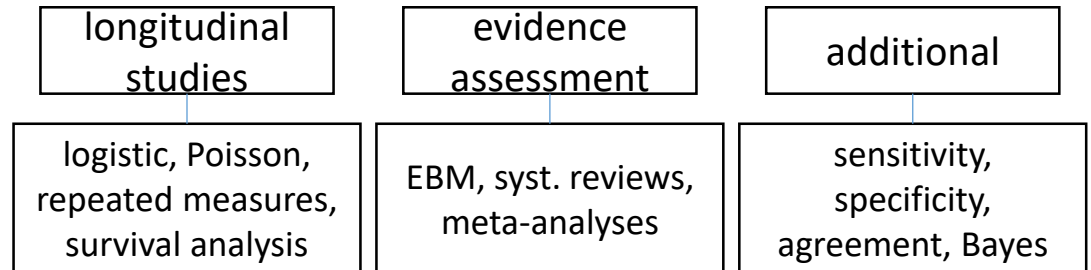 longitudinal
studies
evidence
assessment
additional
logistic, Poisson,
repeated measures,
survival analysis
EBM, syst. reviews,
meta-analyses
sensitivity,
specificity,
agreement, Bayes